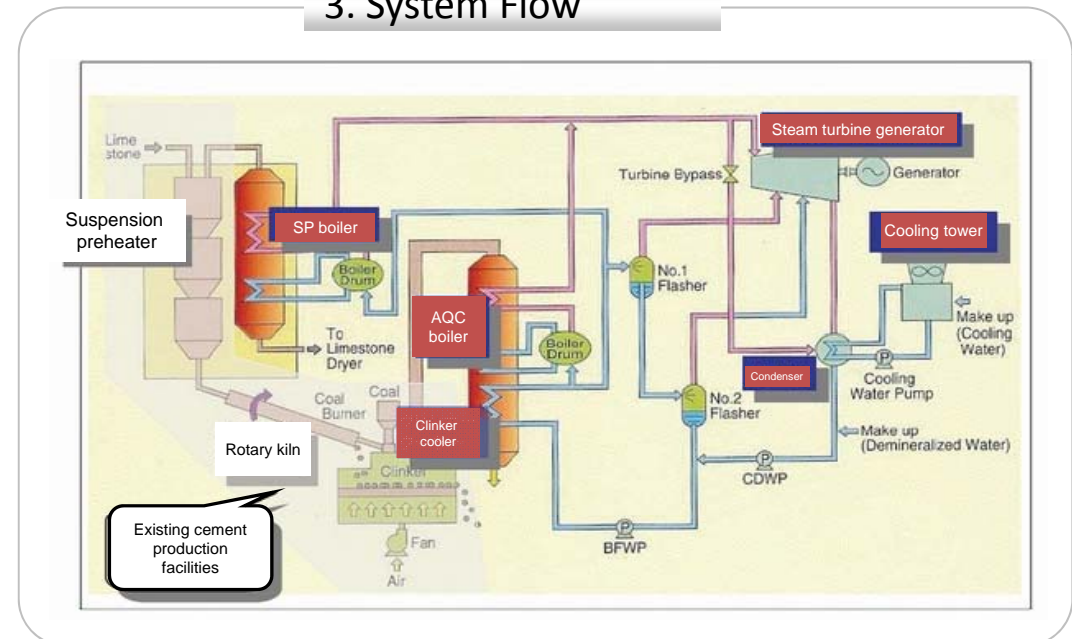 3. System Flow
Lime
stone
Suspension
preheater
SP boiler
Boiler
Drum
To
Limestone
Dryer
AQC
boiler
Boiler
Drum
Clinker
cooler
Coal
Burner
Coal
Rotary kiln
Clinker
Fan
Air
Existing cement
production
facilities
Turbine Bypass
Steam turbine generator
Generator
Cooling tower
No.1
Flasher
No.2
Flasher
Condenser
Make up
(Cooling
Water)
P
Cooling
Water Pump
Make up
(Demineralized Water)
P
CDWP
P
BFWP